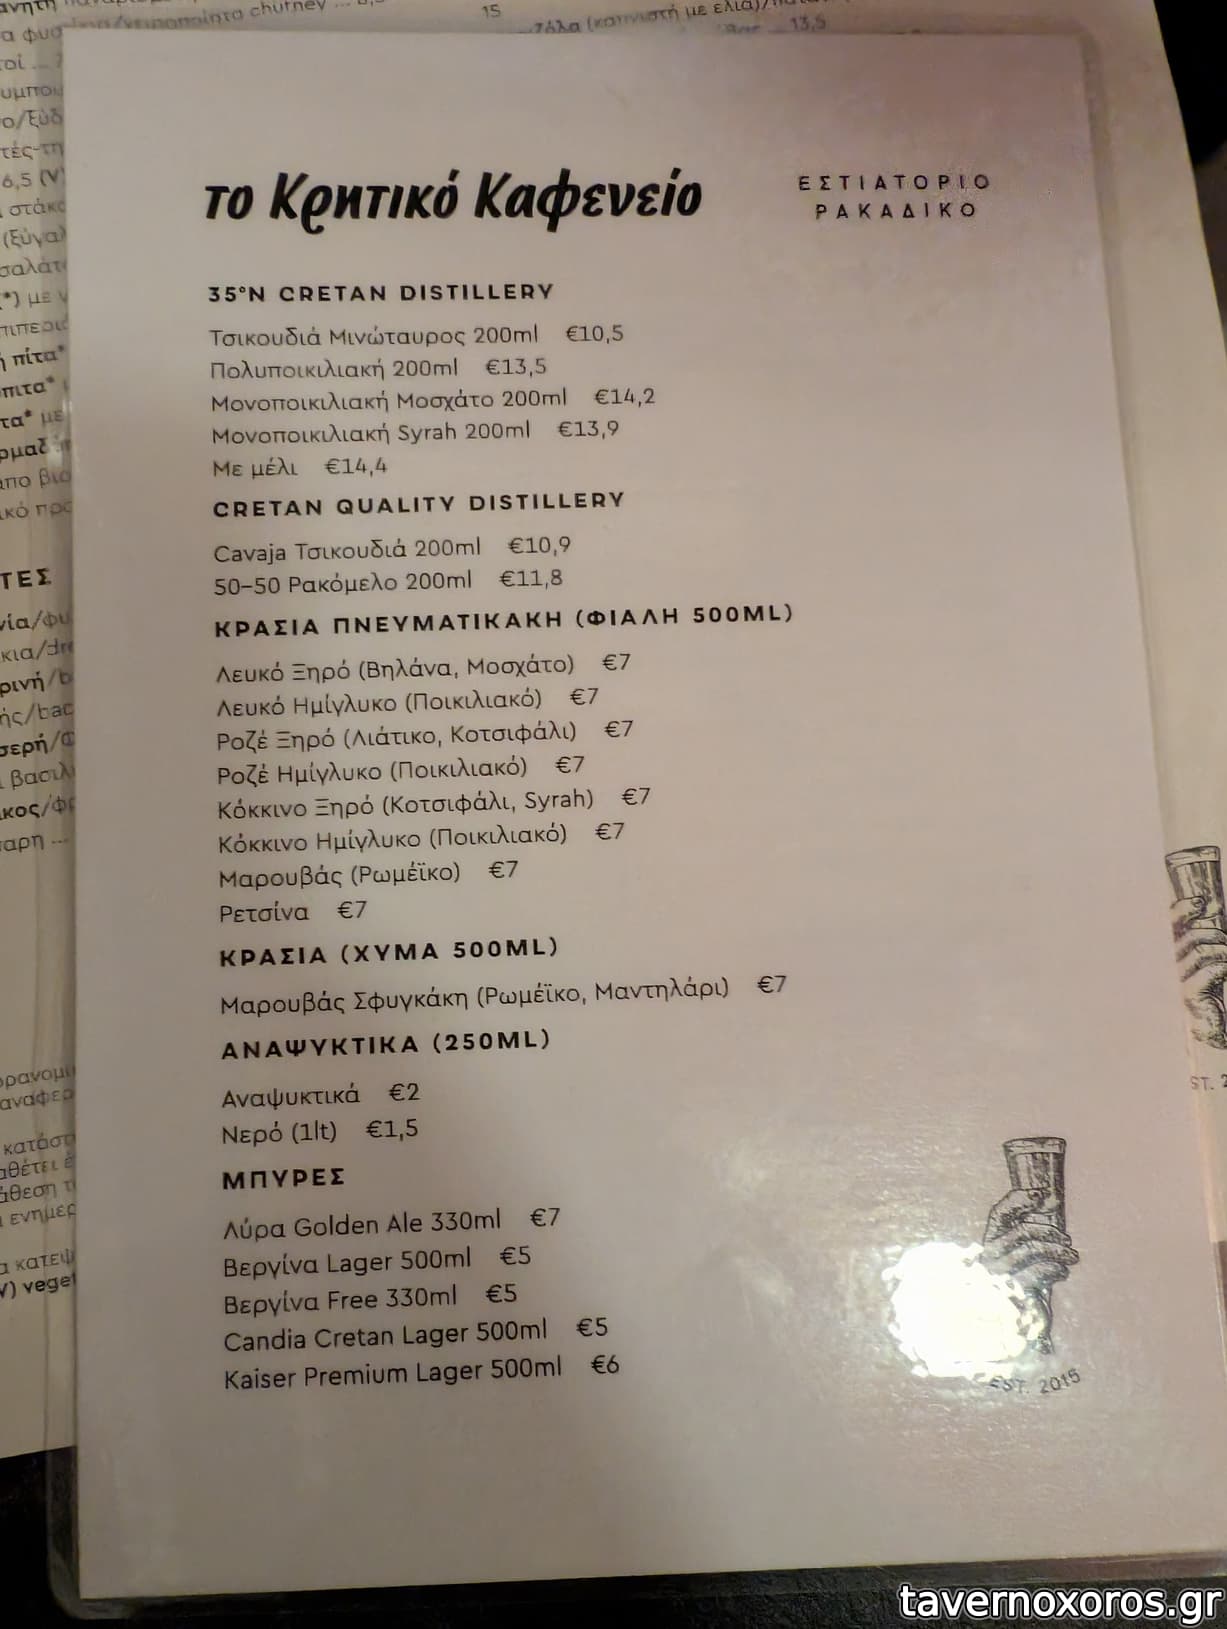 το Κρητικό Καφενείο
ΕΣΤΙΑΤΟΡΙΟ
ΡΑΚΑΔΙΚΟ
35°N CRETAN DISTILLERY
Τσικουδιά Μινώταυρος 200ml €10,5
Πολυποικιλιακή 200ml €13,5
Μονοποικιλιακή Μοσχάτο 200ml €14,2
Μονοποικιλιακή Syrah 200ml €13,9
Με μέλι €14,4
CRETAN QUALITY DISTILLERY
Cavaja Τσικουδιά 200ml €10,9
50-50 Ρακόμελο 200ml €11,8
ΚΡΑΣΙΑ ΠΝΕΥΜΑΤΙΚΑΚΗ (ΦΙΑΛΗ 500ML)
Λευκό Ξηρό (Βηλάνα, Μοσχάτο) €7
Λευκό Ημίγλυκο (Ποικιλιακό) €7
Ροζέ Ξηρό (Λιάτικο, Κοτσιφάλι) €7
Ροζέ Ημίγλυκο (Ποικιλιακό) €7
Κόκκινο Ξηρό (Κοτσιφάλι, Syrah) €7
Κόκκινο Ημίγλυκο (Ποικιλιακό) €7
Μαρουβάς (Ρωμέϊκο) €7
Ρετσίνα €7
ΚΡΑΣΙΑ (ΧΥΜΑ 500ML)
Μαρουβάς Σφυγκάκη (Ρωμέϊκο, Μαντηλάρι) €7
ΑΝΑΨΥΚΤΙΚΑ (250ML)
Αναψυκτικά €2
Νερό (1lt) €1,5
ΜΠΥΡΕΣ
Λύρα Golden Ale 330ml €7
Βεργίνα Lager 500ml €5
Βεργίνα Free 330ml €5
Candia Cretan Lager 500ml €5
Kaiser Premium Lager 500ml €6
EST. 2015
tavernoxoros.gr